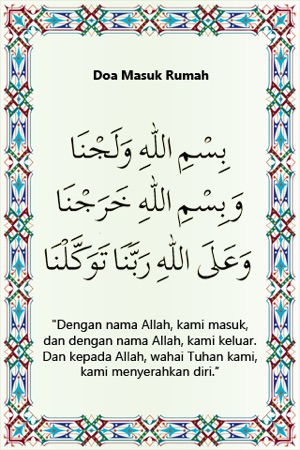 Doa Masuk Rumah
بِسْمِ اللهِ وَلَجْنَا
وَبِسْمِ اللهِ خَرَجْنَا
وَعَلَى اللهِ رَبِّنَا تَوَكَّلْنَا
"Dengan nama Allah, kami masuk,
dan dengan nama Allah, kami keluar.
Dan kepada Allah, wahai Tuhan kami,
kami menyerahkan diri.”